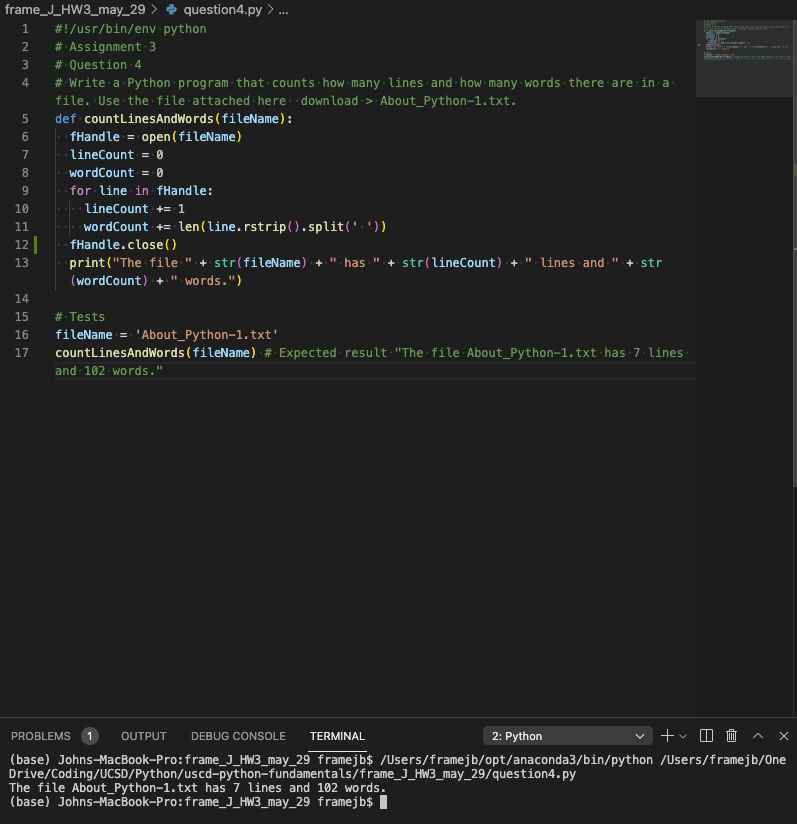 frame_J_HW3_may_29 > question4.py > ...
1 #!/usr/bin/env python
2 # Assignment 3
3 # Question 4
4 # Write a Python program that counts how many lines and how many words there are in a
file. Use the file attached here  download > About_Python-1.txt.
5 def countLinesAndWords(fileName):
6   fHandle = open(fileName)
7   lineCount = 0
8   wordCount = 0
9   for line in fHandle:
10     lineCount += 1
11     wordCount += len(line.rstrip().split(' '))
12   fHandle.close()
13   print("The file " + str(fileName) + " has " + str(lineCount) + " lines and " + str
(wordCount) + " words.")
14
15 # Tests
16 fileName = 'About_Python-1.txt'
17 countLinesAndWords(fileName) # Expected result "The file About_Python-1.txt has 7 lines
and 102 words."
PROBLEMS 1 OUTPUT DEBUG CONSOLE TERMINAL 2: Python
(base) Johns-MacBook-Pro:frame_J_HW3_may_29 framejb$ /Users/framejb/opt/anaconda3/bin/python /Users/framejb/One
Drive/Coding/UCSD/Python/uscd-python-fundamentals/frame_J_HW3_may_29/question4.py
The file About_Python-1.txt has 7 lines and 102 words.
(base) Johns-MacBook-Pro:frame_J_HW3_may_29 framejb$